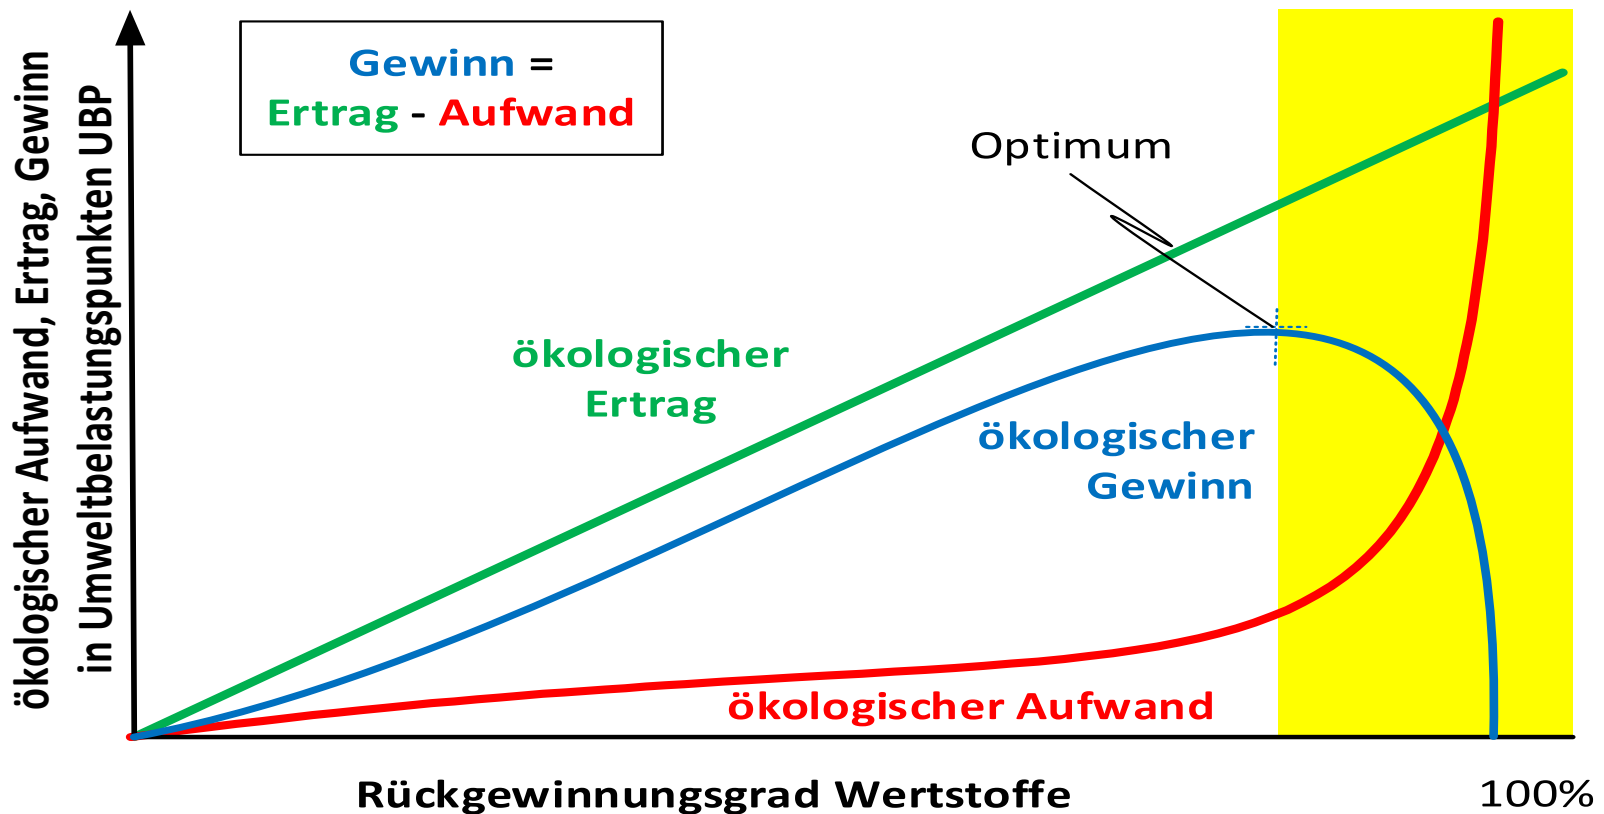 ökologischer Aufwand, Ertrag, Gewinn
in Umweltbelastungspunkten UBP
Gewinn =
Ertrag - Aufwand
Optimum
ökologischer
Ertrag
ökologischer
Gewinn
ökologischer Aufwand
Rückgewinnungsgrad Wertstoffe
100%